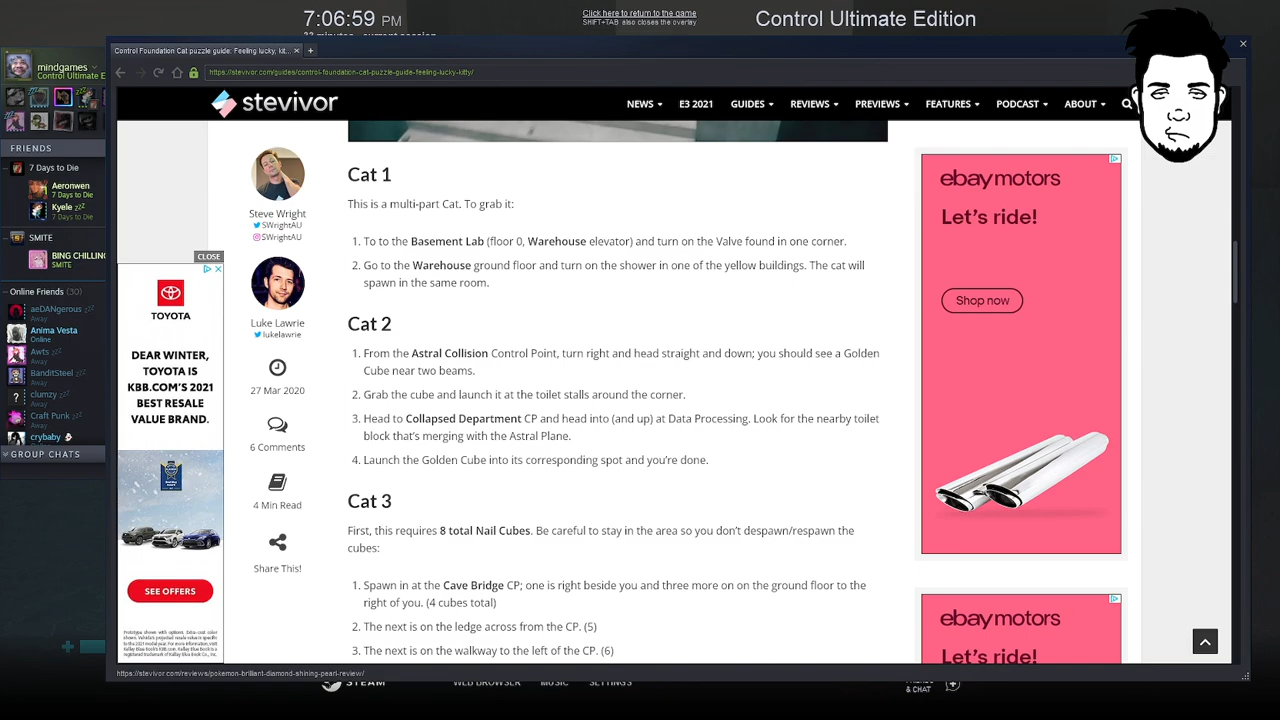 7:06:59 PM
Click here to return to the game
SHIFT+TAB also closes the overlay
Control Ultimate Edition
Control Foundation Cat puzzle guide: Feeling lucky, kit...
https://stevivor.com/guides/control-foundation-cat-puzzle-guide-feeling-lucky-kitty/
mindgames
Control Ultimate E
FRIENDS
7 Days to Die
Aeronwen
7 Days to Die
Kyele zzz
7 Days to Die
SMITE
BING CHILLING
SMITE
Online Friends (30)
aeDANgerous zzz
Away
Anima Vesta
Online
Awts zzz
Away
BanditSteel zzz
Away
clumzy zzz
Away
Craft Punk zzz
Away
crybaby
Away
GROUP CHATS
stevivor
NEWS
E3 2021
GUIDES
REVIEWS
PREVIEWS
FEATURES
PODCAST
ABOUT
CLOSE
TOYOTA
DEAR WINTER,
TOYOTA IS
KBB.COM'S 2021
BEST RESALE
VALUE BRAND.
SEE OFFERS
Steve Wright
SWrightAU
SWrightAU
Luke Lawrie
lukelawrie
27 Mar 2020
6 Comments
4 Min Read
Share This!
Cat 1
This is a multi-part Cat. To grab it:
1. To to the Basement Lab (floor 0, Warehouse elevator) and turn on the Valve found in one corner.
2. Go to the Warehouse ground floor and turn on the shower in one of the yellow buildings. The cat will
spawn in the same room.
Cat 2
1. From the Astral Collision Control Point, turn right and head straight and down; you should see a Golden
Cube near two beams.
2. Grab the cube and launch it at the toilet stalls around the corner.
3. Head to Collapsed Department CP and head into (and up) at Data Processing. Look for the nearby toilet
block that's merging with the Astral Plane.
4. Launch the Golden Cube into its corresponding spot and you're done.
Cat 3
First, this requires 8 total Nail Cubes. Be careful to stay in the area so you don't despawn/respawn the
cubes:
1. Spawn in at the Cave Bridge CP; one is right beside you and three more on on the ground floor to the
right of you. (4 cubes total)
2. The next is on the ledge across from the CP. (5)
3. The next is on the walkway to the left of the CP. (6)
ebay motors
Let's ride!
Shop now
ebay motors
Let's ride!
https://stevivor.com/reviews/pokemon-brilliant-diamond-shining-pearl-review/
STEAM
WEB BROWSER
MUSIC
SETTINGS
& CHAT